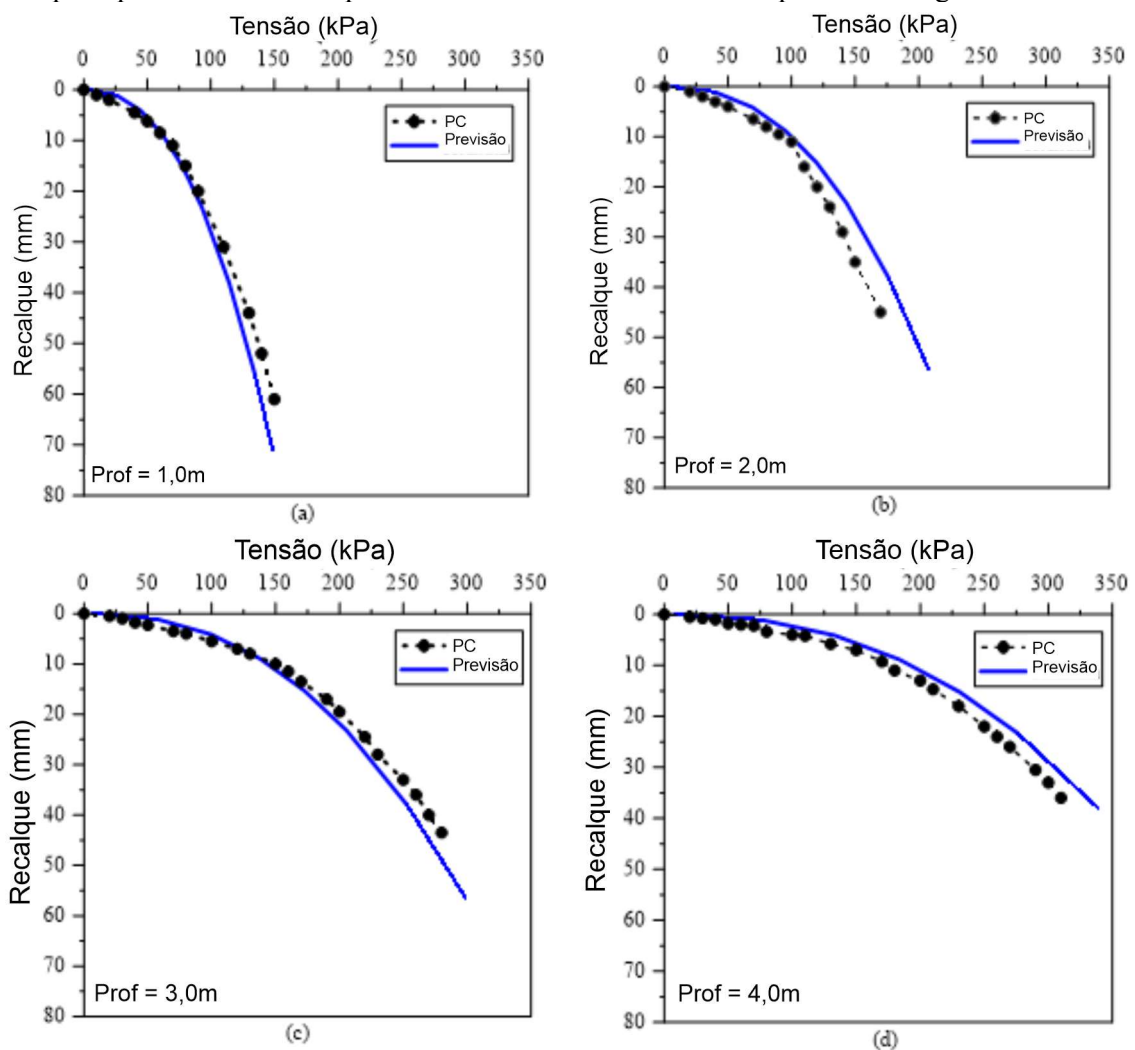 Tensão (kPa)
0 50 100 150 200 250 300 350
0
10
20
30
40
50
60
70
80
Recalque (mm)
PC
Previsão
Prof = 1,0m
(a)
Tensão (kPa)
0 50 100 150 200 250 300 350
0
10
20
30
40
50
60
70
80
Recalque (mm)
PC
Previsão
Prof = 2,0m
(b)
Tensão (kPa)
0 50 100 150 200 250 300 350
0
10
20
30
40
50
60
70
80
Recalque (mm)
PC
Previsão
Prof = 3,0m
(c)
Tensão (kPa)
0 50 100 150 200 250 300 350
0
10
20
30
40
50
60
70
80
Recalque (mm)
PC
Previsão
Prof = 4,0m
(d)